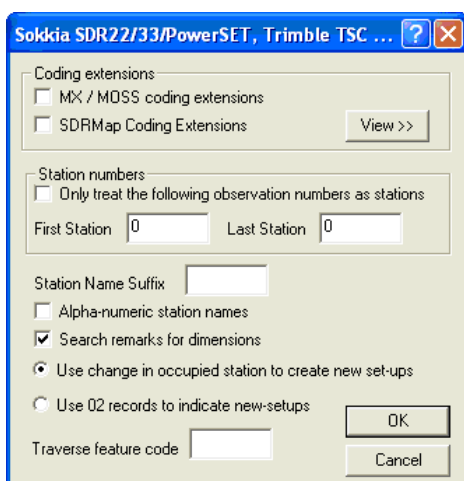 Sokkia SDR22/33/PowerSET, Trimble TSC ...
Coding extensions
MX / MOSS coding extensions
SDRMap Coding Extensions
View >>
Station numbers
Only treat the following observation numbers as stations
First Station 0 Last Station 0
Station Name Suffix
Alpha-numeric station names
Search remarks for dimensions
Use change in occupied station to create new set-ups
Use 02 records to indicate new-setups
OK
Traverse feature code
Cancel